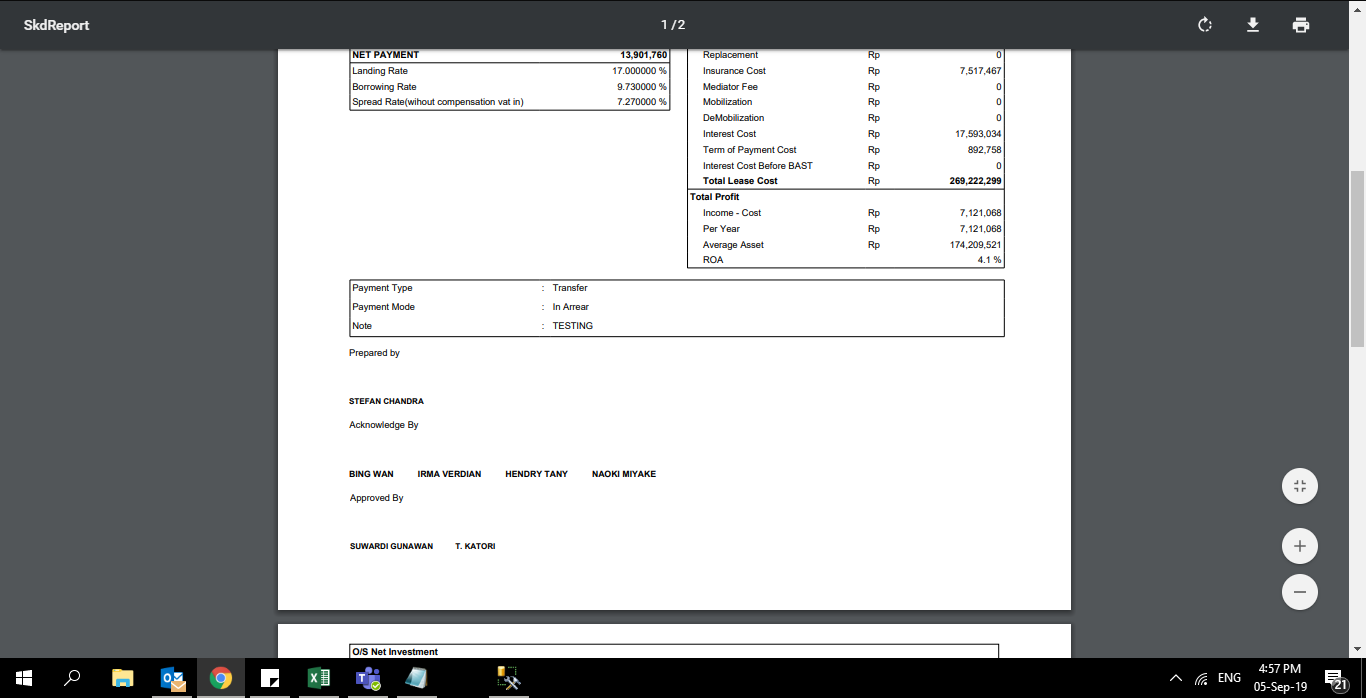 SkdReport
1 / 2
NET PAYMENT 13,901,760
Landing Rate 17.000000 %
Borrowing Rate 9.730000 %
Spread Rate(wihout compensation vat in) 7.270000 %
Replacement Rp 0
Insurance Cost Rp 7,517,467
Mediator Fee Rp 0
Mobilization Rp 0
DeMobilization Rp 0
Interest Cost Rp 17,593,034
Term of Payment Cost Rp 892,758
Interest Cost Before BAST Rp 0
Total Lease Cost Rp 269,222,299
Total Profit
Income - Cost Rp 7,121,068
Per Year Rp 7,121,068
Average Asset Rp 174,209,521
ROA 4.1 %
Payment Type : Transfer
Payment Mode : In Arrear
Note : TESTING
Prepared by
STEFAN CHANDRA
Acknowledge By
BING WAN IRMA VERDIAN HENDRY TANY NAOKI MIYAKE
Approved By
SUWARDI GUNAWAN T. KATORI
O/S Net Investment
ENG
4:57 PM
05-Sep-19
21